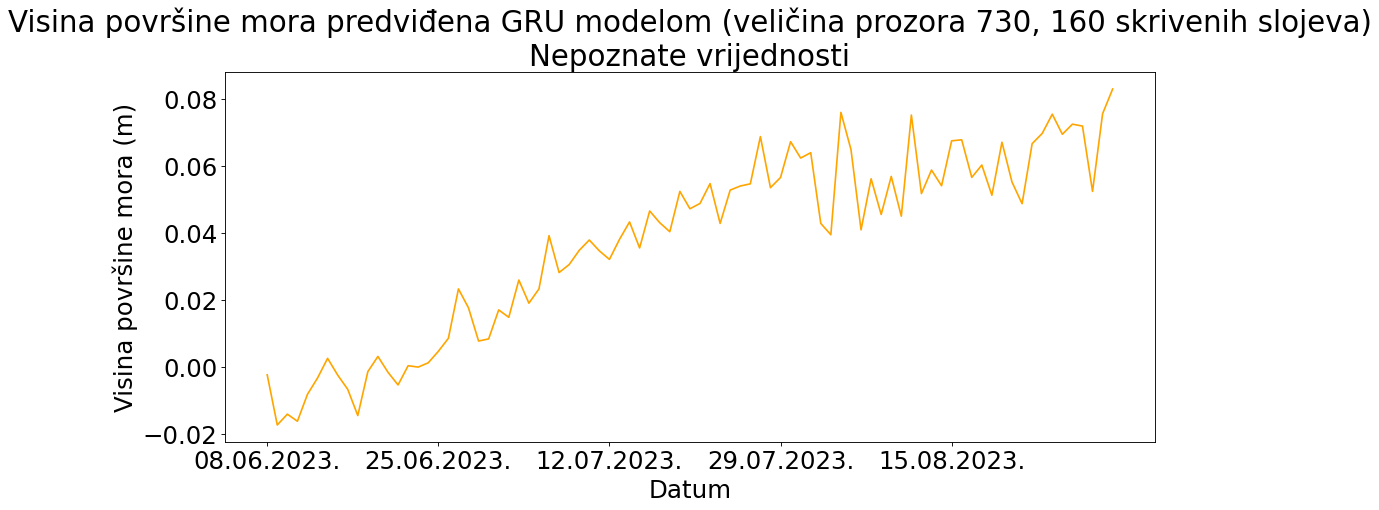 Visina površine mora predviđena GRU modelom (veličina prozora 730, 160 skrivenih slojeva)
Nepoznate vrijednosti
Visina površine mora (m)
0.08
0.06
0.04
0.02
0.00
−0.02
08.06.2023. 25.06.2023. 12.07.2023. 29.07.2023. 15.08.2023.
Datum